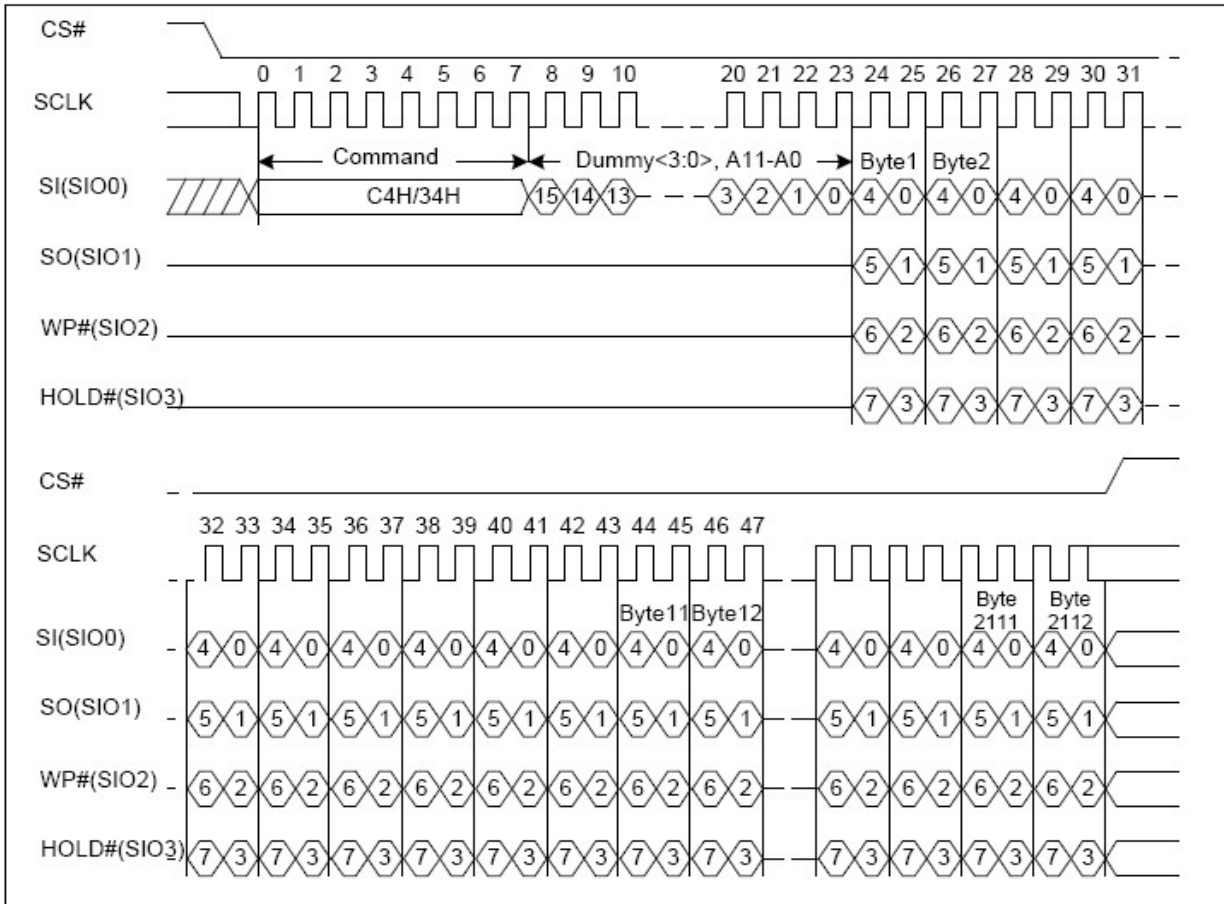 CS#
0 1 2 3 4 5 6 7 8 9 10 20 21 22 23 24 25 26 27 28 29 30 31
SCLK
Command Dummy<3:0>, A11-A0 Byte1 Byte2
SI(SIO0) C4H/34H 15 14 13 3 2 1 0 4 0 4 0 4 0 4 0
SO(SIO1) 5 1 5 1 5 1 5 1
WP#(SIO2) 6 2 6 2 6 2 6 2
HOLD#(SIO3) 7 3 7 3 7 3 7 3
CS#
32 33 34 35 36 37 38 39 40 41 42 43 44 45 46 47
SCLK
Byte11 Byte12 Byte 2111 Byte 2112
SI(SIO0) 4 0 4 0 4 0 4 0 4 0 4 0 4 0 4 0 4 0 4 0 4 0 4 0
SO(SIO1) 5 1 5 1 5 1 5 1 5 1 5 1 5 1 5 1 5 1 5 1 5 1 5 1
WP#(SIO2) 6 2 6 2 6 2 6 2 6 2 6 2 6 2 6 2 6 2 6 2 6 2 6 2
HOLD#(SIO3) 7 3 7 3 7 3 7 3 7 3 7 3 7 3 7 3 7 3 7 3 7 3 7 3